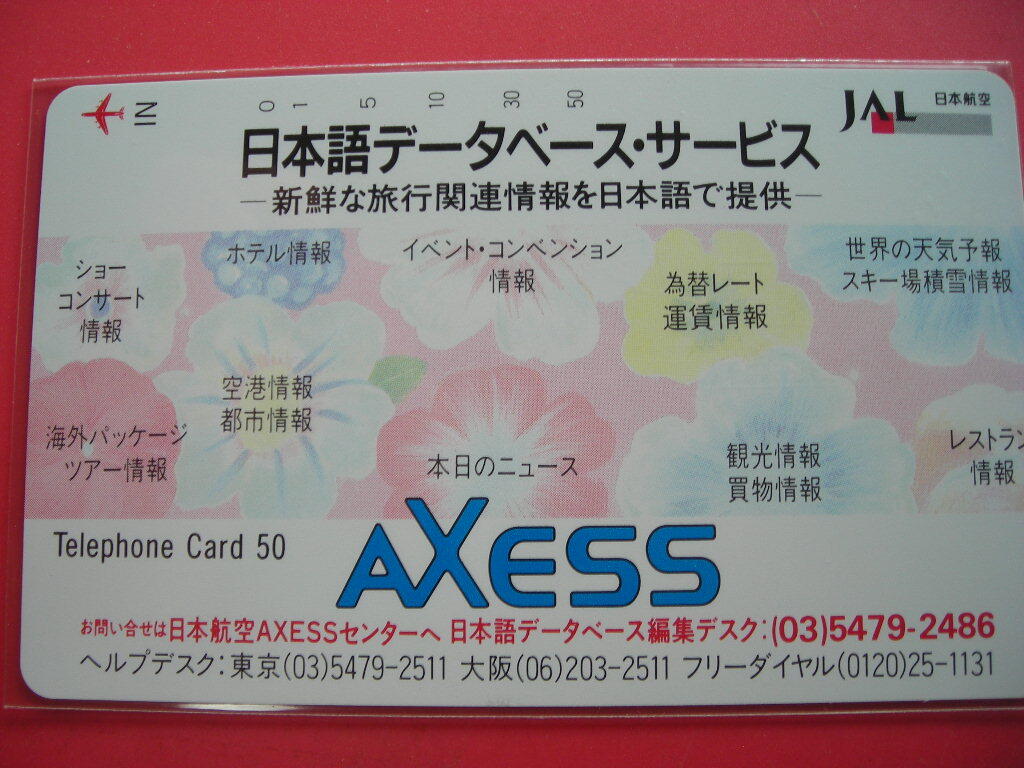 IN
0 1 5 10 30 50
JAL 日本航空
日本語データベース・サービス
―新鮮な旅行関連情報を日本語で提供―
ショー
コンサート
情報
ホテル情報
イベント・コンベンション
情報
為替レート
運賃情報
世界の天気予報
スキー場積雪情報
空港情報
都市情報
海外パッケージ
ツアー情報
本日のニュース
観光情報
買物情報
レストラン
情報
Telephone Card 50
AXESS
お問い合せは日本航空AXESSセンターへ 日本語データベース編集デスク:(03)5479-2486
ヘルプデスク:東京(03)5479-2511 大阪(06)203-2511 フリーダイヤル(0120)25-1131